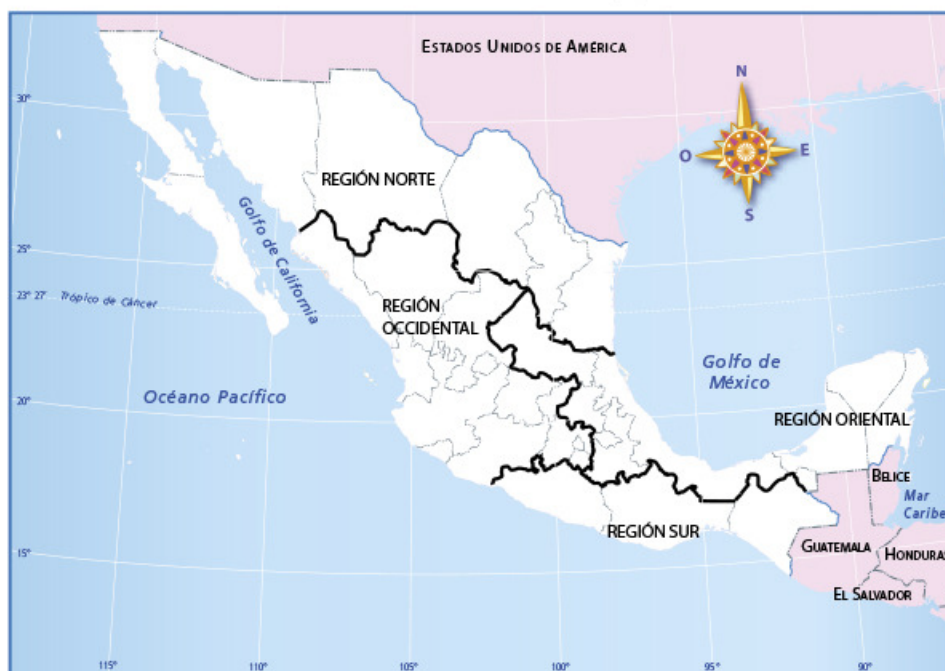 ESTADOS UNIDOS DE AMÉRICA
N
O
E
S
30°
REGIÓN NORTE
Golfo de California
25°
23° 27'
Trópico de Cáncer
REGIÓN
OCCIDENTAL
Golfo de
México
Océano Pacífico
20°
REGIÓN ORIENTAL
BELICE
Mar
Caribe
REGIÓN SUR
GUATEMALA
HONDURAS
15°
EL SALVADOR
115°
110°
105°
100°
95°
90°